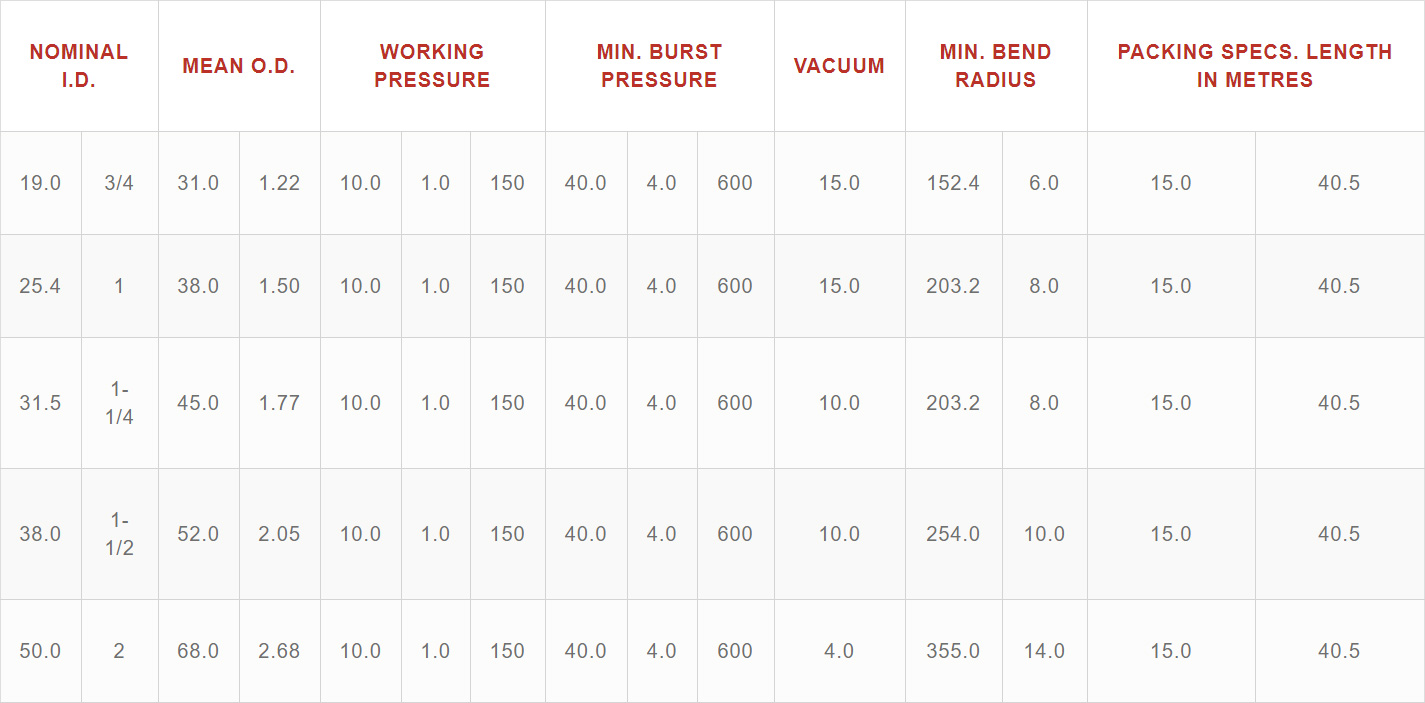 NOMINAL I.D. MEAN O.D. WORKING PRESSURE MIN. BURST PRESSURE VACUUM MIN. BEND RADIUS PACKING SPECS. LENGTH IN METRES
19.0 3/4 31.0 1.22 10.0 1.0 150 40.0 4.0 600 15.0 152.4 6.0 15.0 40.5
25.4 1 38.0 1.50 10.0 1.0 150 40.0 4.0 600 15.0 203.2 8.0 15.0 40.5
31.5 1-1/4 45.0 1.77 10.0 1.0 150 40.0 4.0 600 10.0 203.2 8.0 15.0 40.5
38.0 1-1/2 52.0 2.05 10.0 1.0 150 40.0 4.0 600 10.0 254.0 10.0 15.0 40.5
50.0 2 68.0 2.68 10.0 1.0 150 40.0 4.0 600 4.0 355.0 14.0 15.0 40.5